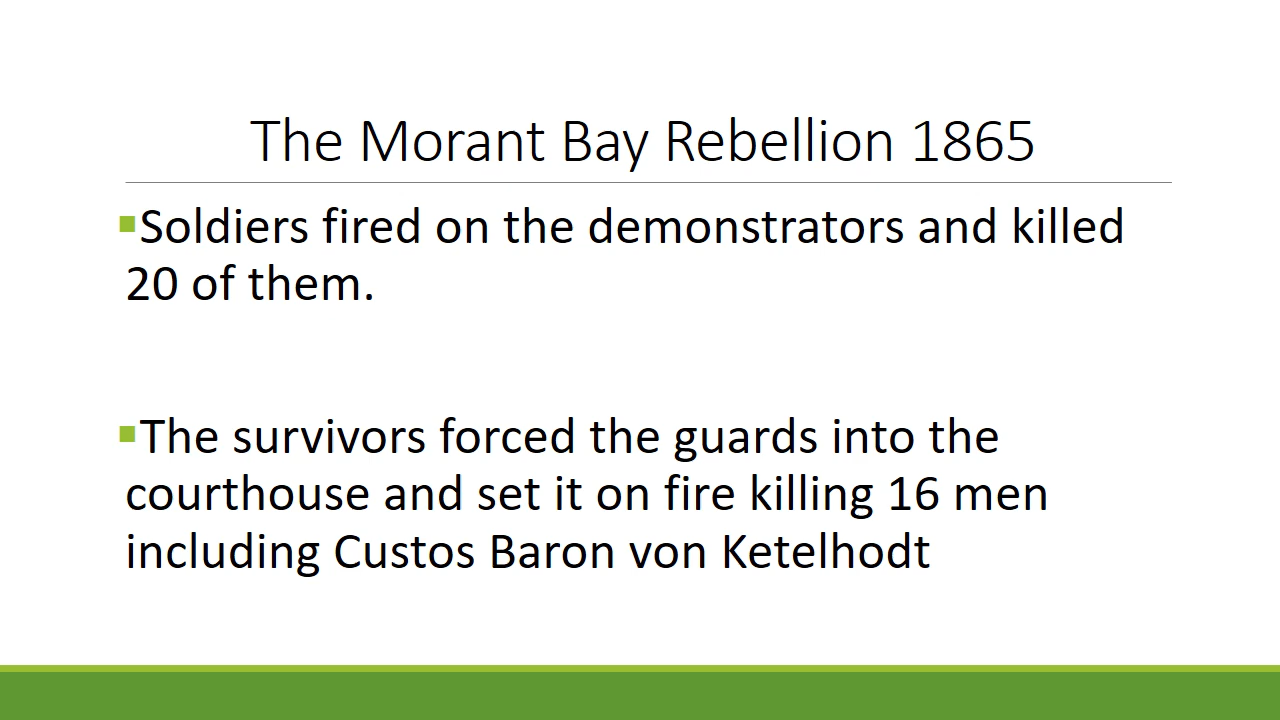 The Morant Bay Rebellion 1865
▪Soldiers fired on the demonstrators and killed
20 of them.
▪The survivors forced the guards into the
courthouse and set it on fire killing 16 men
including Custos Baron von Ketelhodt